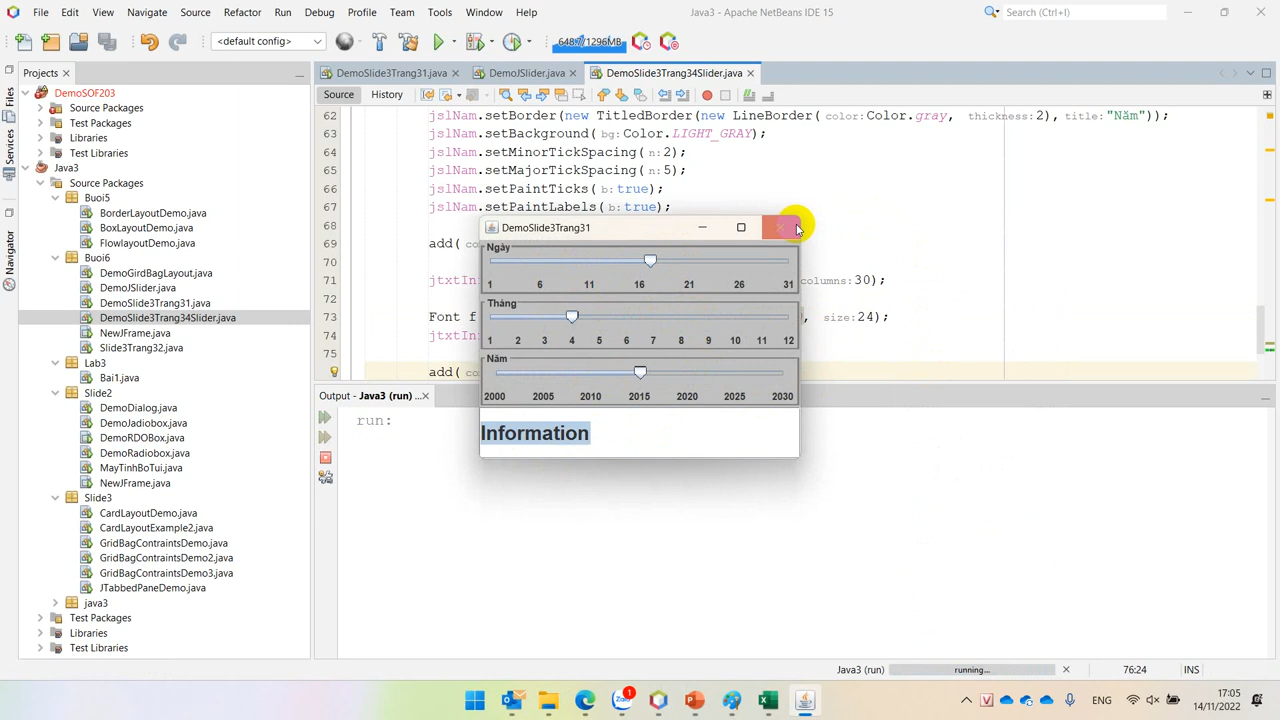 File Edit View Navigate Source Refactor Run Debug Profile Team Tools Window Help
Java3 - Apache NetBeans IDE 15
Search (Ctrl+I)
<default config>
648.7/1296MB
Projects
DemoSlide3Trang31.java
DemoJSlider.java
DemoSlide3Trang34Slider.java
Source History
Files
Services
Navigator
DemoSOF203
Source Packages
Test Packages
Libraries
Test Libraries
Java3
Source Packages
Buoi5
BorderLayoutDemo.java
BoxLayoutDemo.java
FlowlayoutDemo.java
Buoi6
DemoGirdBagLayout.java
DemoJSlider.java
DemoSlide3Trang31.java
DemoSlide3Trang34Slider.java
NewJFrame.java
Slide3Trang32.java
Lab3
Bai1.java
Slide2
DemoDialog.java
DemoJadiobox.java
DemoRDOBox.java
DemoRadiobox.java
MayTinhBoTui.java
NewJFrame.java
Slide3
CardLayoutDemo.java
CardLayoutExample2.java
GridBagContraintsDemo.java
GridBagContraintsDemo2.java
GridBagContraintsDemo3.java
JTabbedPaneDemo.java
java3
Test Packages
Libraries
Test Libraries
62 jslNam.setBorder(new TitledBorder(new LineBorder(color:Color.gray, thickness:2),title:"Năm"));
63 jslNam.setBackground(bg:Color.LIGHT_GRAY);
64 jslNam.setMinorTickSpacing(n:2);
65 jslNam.setMajorTickSpacing(n:5);
66 jslNam.setPaintTicks(b:true);
67 jslNam.setPaintLabels(b:true);
68
69 add(
70
71 columns:30);
72
73 Font f size:24);
74
75
add(
DemoSlide3Trang31
Ngày
1 6 11 16 21 26 31
Tháng
1 2 3 4 5 6 7 8 9 10 11 12
Năm
2000 2005 2010 2015 2020 2025 2030
Information
Output - Java3 (run) ...
run:
Java3 (run) running... 76:24 INS
1
ENG
17:05
14/11/2022